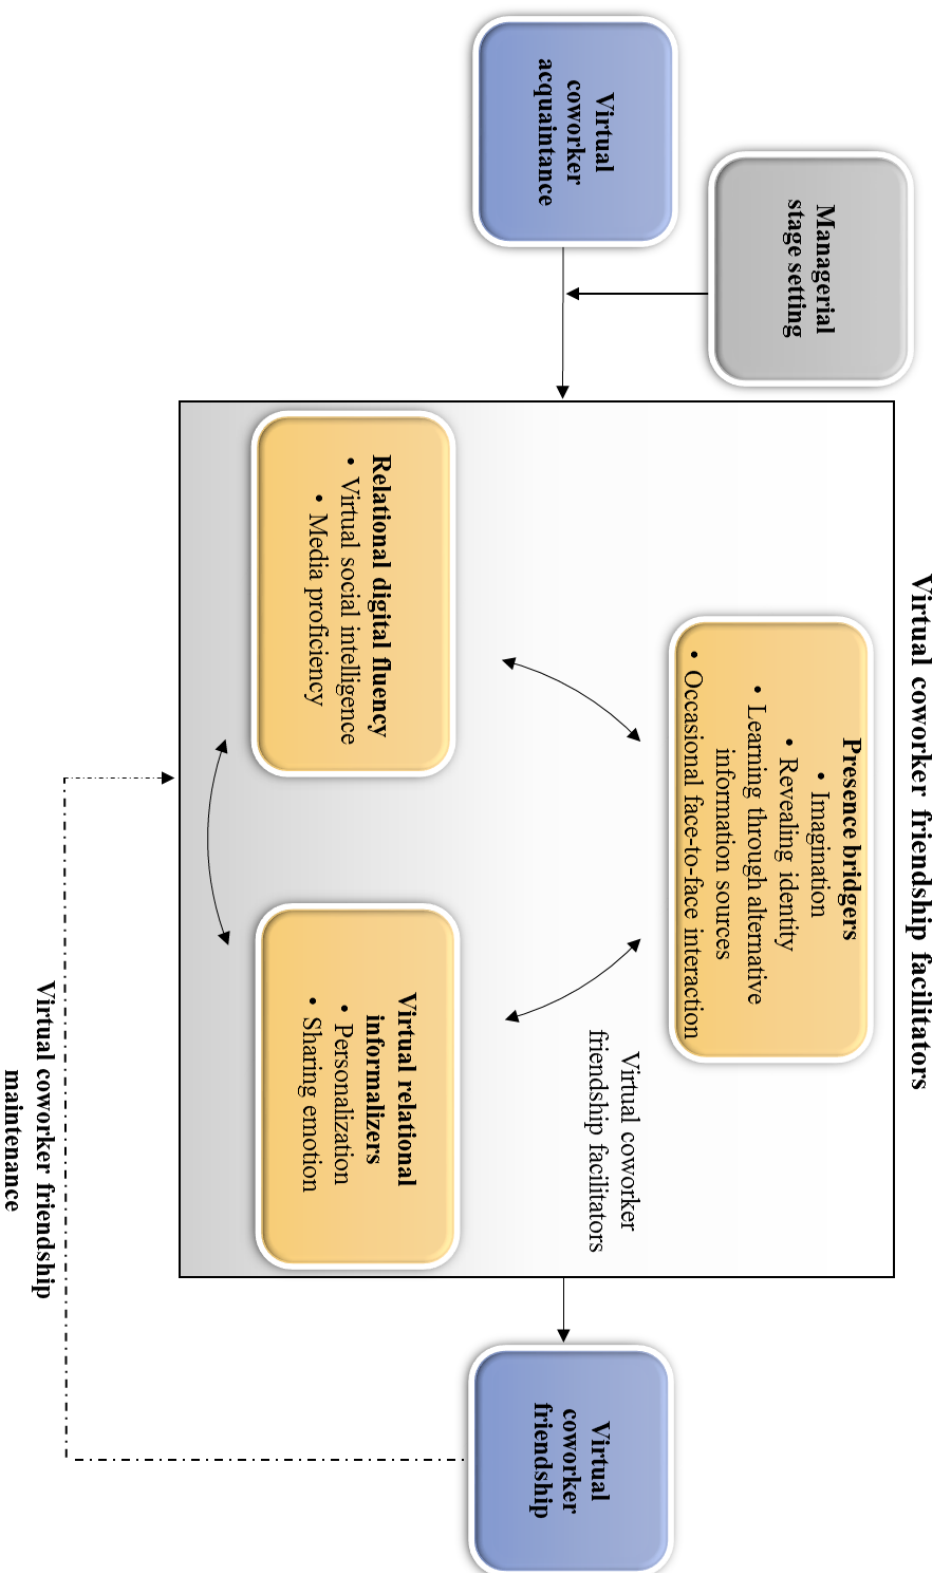 Virtual coworker friendship facilitators
Managerial
stage setting
Virtual
coworker
acquaintance
Presence bridgers
• Imagination
• Revealing identity
• Learning through alternative
information sources
• Occasional face-to-face interaction
Virtual coworker
friendship facilitators
Relational digital fluency
• Virtual social intelligence
• Media proficiency
Virtual relational
informalizers
• Personalization
• Sharing emotion
Virtual
coworker
friendship
Virtual coworker friendship
maintenance